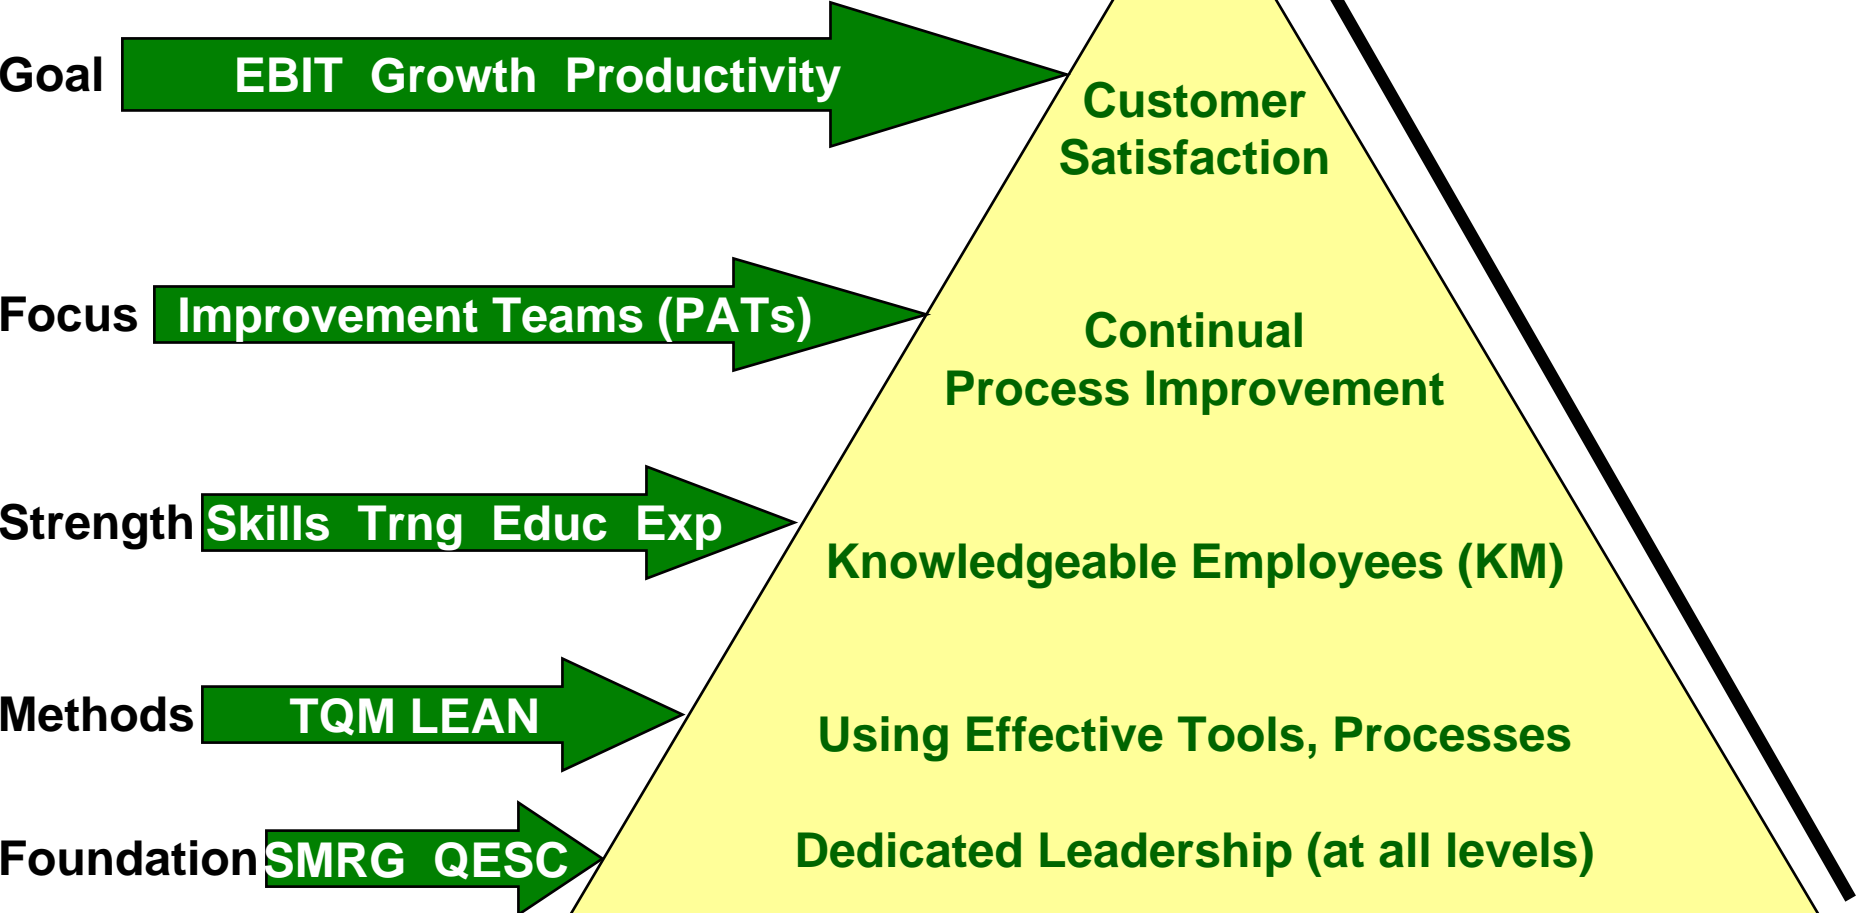 Goal
EBIT Growth Productivity
Customer
Satisfaction
Focus
Improvement Teams (PATs)
Continual
Process Improvement
Strength
Skills Trng Educ Exp
Knowledgeable Employees (KM)
Methods
TQM LEAN
Using Effective Tools, Processes
Foundation
SMRG QESC
Dedicated Leadership (at all levels)